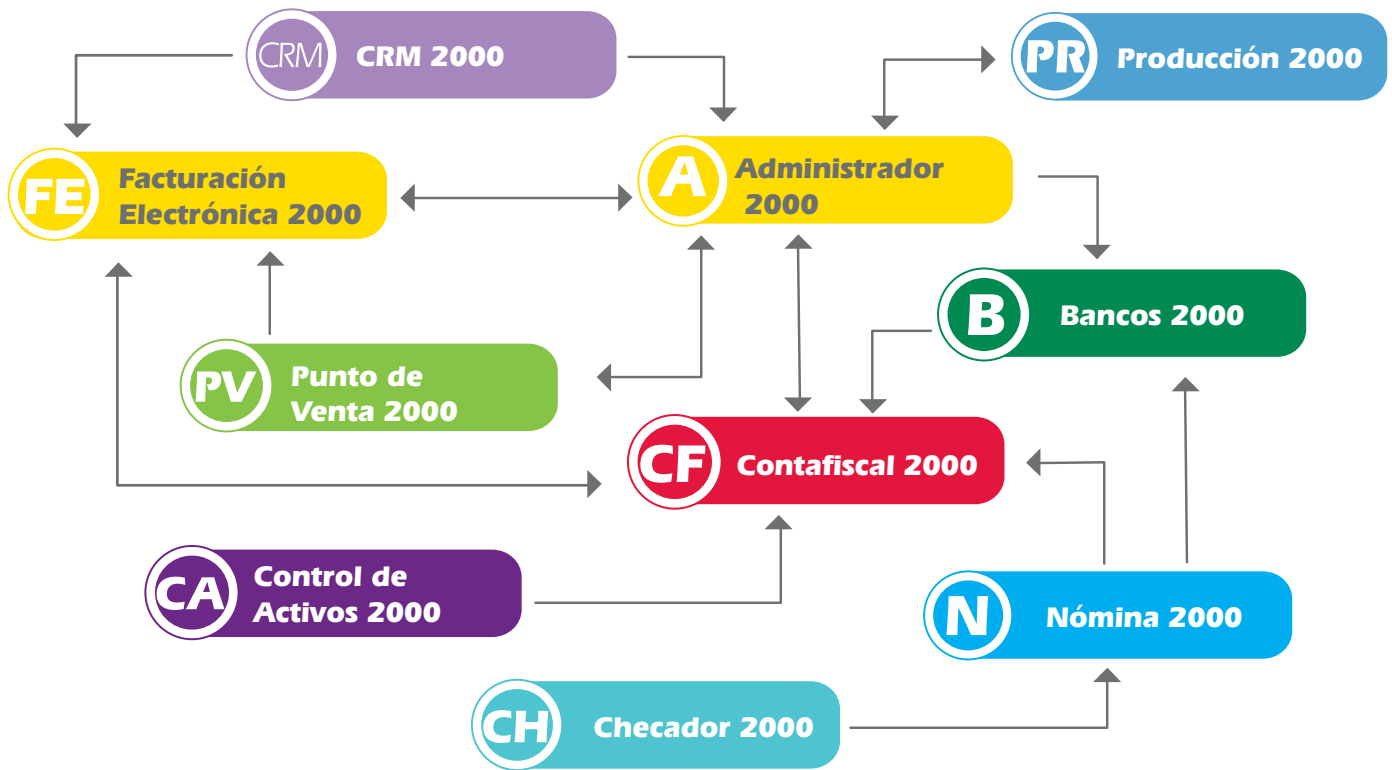 CRM CRM 2000
PR Producción 2000
FE Facturación
Electrónica 2000
A Administrador
2000
B Bancos 2000
PV Punto de
Venta 2000
CF Contafiscal 2000
CA Control de
Activos 2000
N Nómina 2000
CH Checador 2000